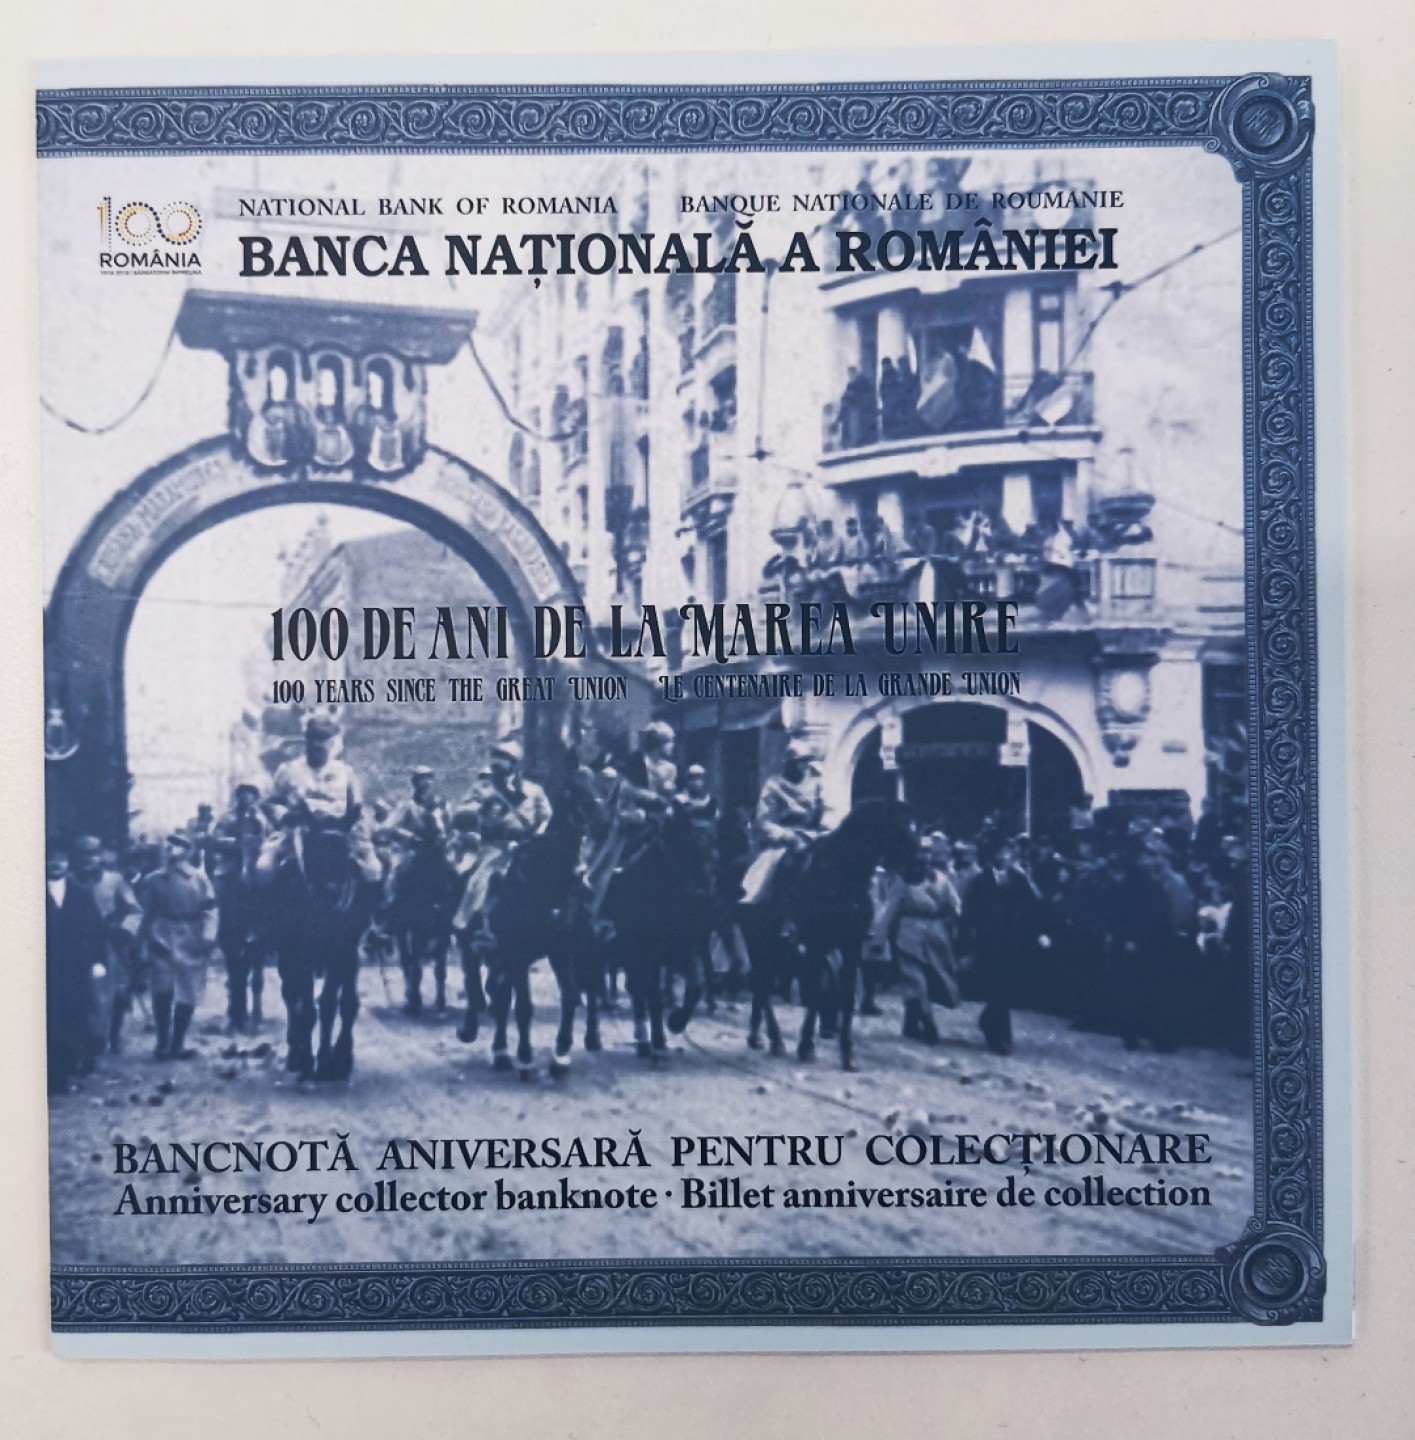 100
ROMÂNIA
NATIONAL BANK OF ROMANIA BANQUE NATIONALE DE ROUMANIE
BANCA NAȚIONALĂ A ROMÂNIEI
100 DE ANI DE LA MAREA UNIRE
100 YEARS SINCE THE GREAT UNION LE CENTENAIRE DE LA GRANDE UNION
BANCNOTĂ ANIVERSARĂ PENTRU COLECȚIONARE
Anniversary collector banknote · Billet anniversaire de collection